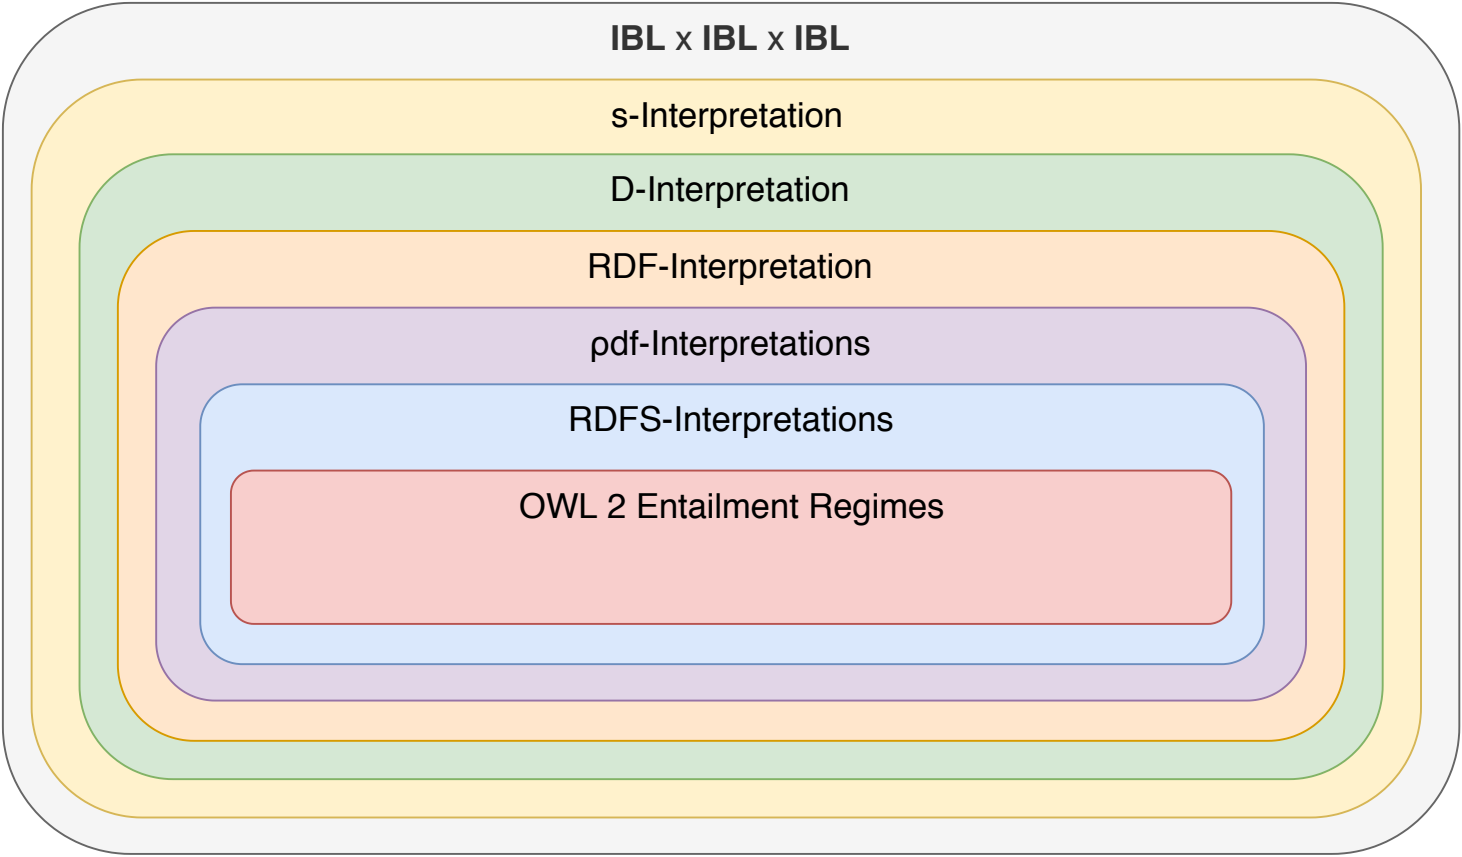 IBL x IBL x IBL
s-Interpretation
D-Interpretation
RDF-Interpretation
ρdf-Interpretations
RDFS-Interpretations
OWL 2 Entailment Regimes